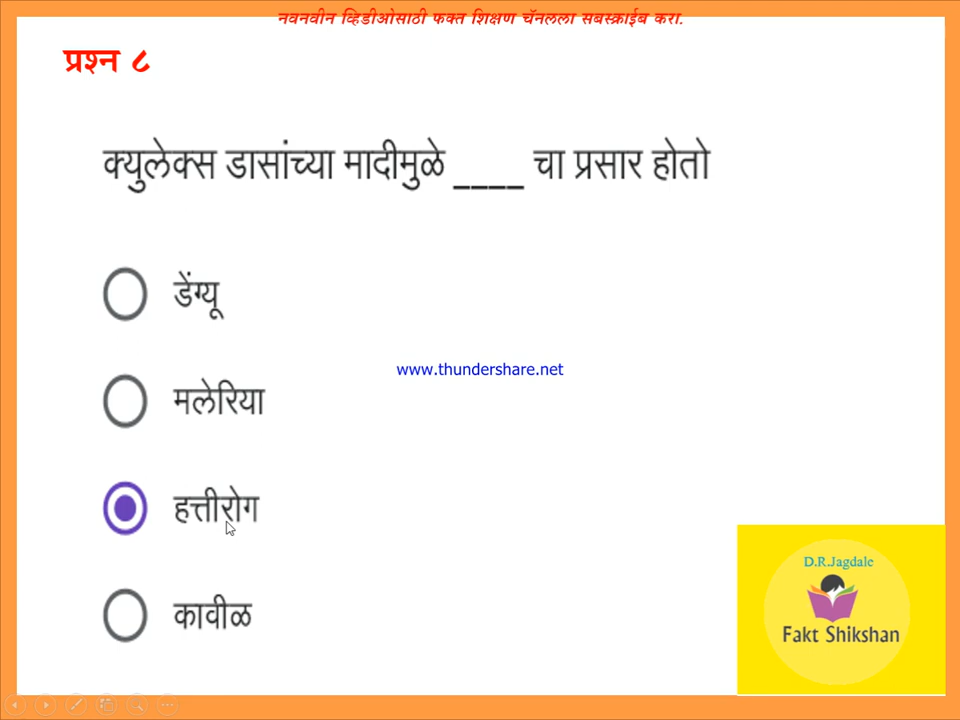 नवनवीन व्हिडीओसाठी फक्त शिक्षण चॅनलला सबस्क्राईब करा.
प्रश्न ८
क्युलेक्स डासांच्या मादीमुळे ____ चा प्रसार होतो
डेंग्यू
www.thundershare.net
मलेरिया
हत्तीरोग
D.R.Jagdale
कावीळ
Fakt Shikshan